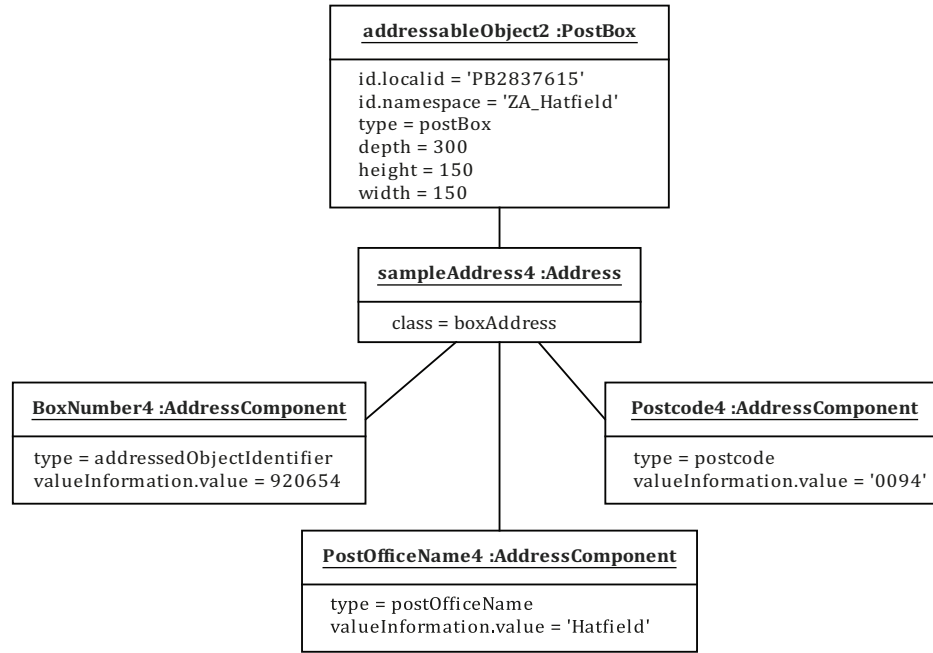 addressableObject2 :PostBox
id.localid = 'PB2837615'
id.namespace = 'ZA_Hatfield'
type = postBox
depth = 300
height = 150
width = 150
sampleAddress4 :Address
class = boxAddress
BoxNumber4 :AddressComponent
type = addressedObjectIdentifier
valueInformation.value = 920654
Postcode4 :AddressComponent
type = postcode
valueInformation.value = '0094'
PostOfficeName4 :AddressComponent
type = postOfficeName
valueInformation.value = 'Hatfield'